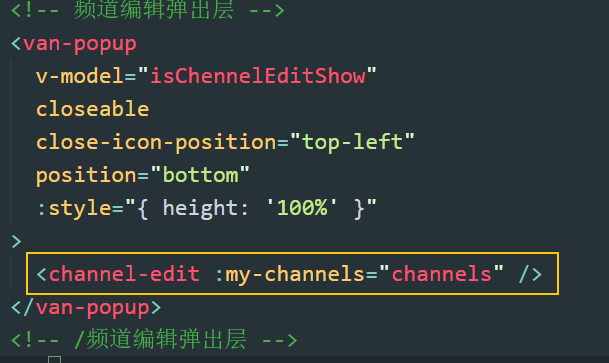 <!-- 频道编辑弹出层 -->
<van-popup
v-model="isChennelEditShow"
closeable
close-icon-position="top-left"
position="bottom"
:style="{ height: '100%' }"
>
<channel-edit :my-channels="channels" />
</van-popup>
<!-- /频道编辑弹出层 -->